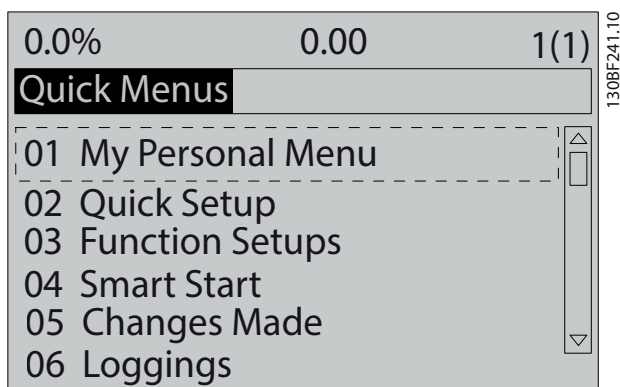 0.0% 0.00 1(1)
Quick Menus
01 My Personal Menu
02 Quick Setup
03 Function Setups
04 Smart Start
05 Changes Made
06 Loggings
130BF241.10